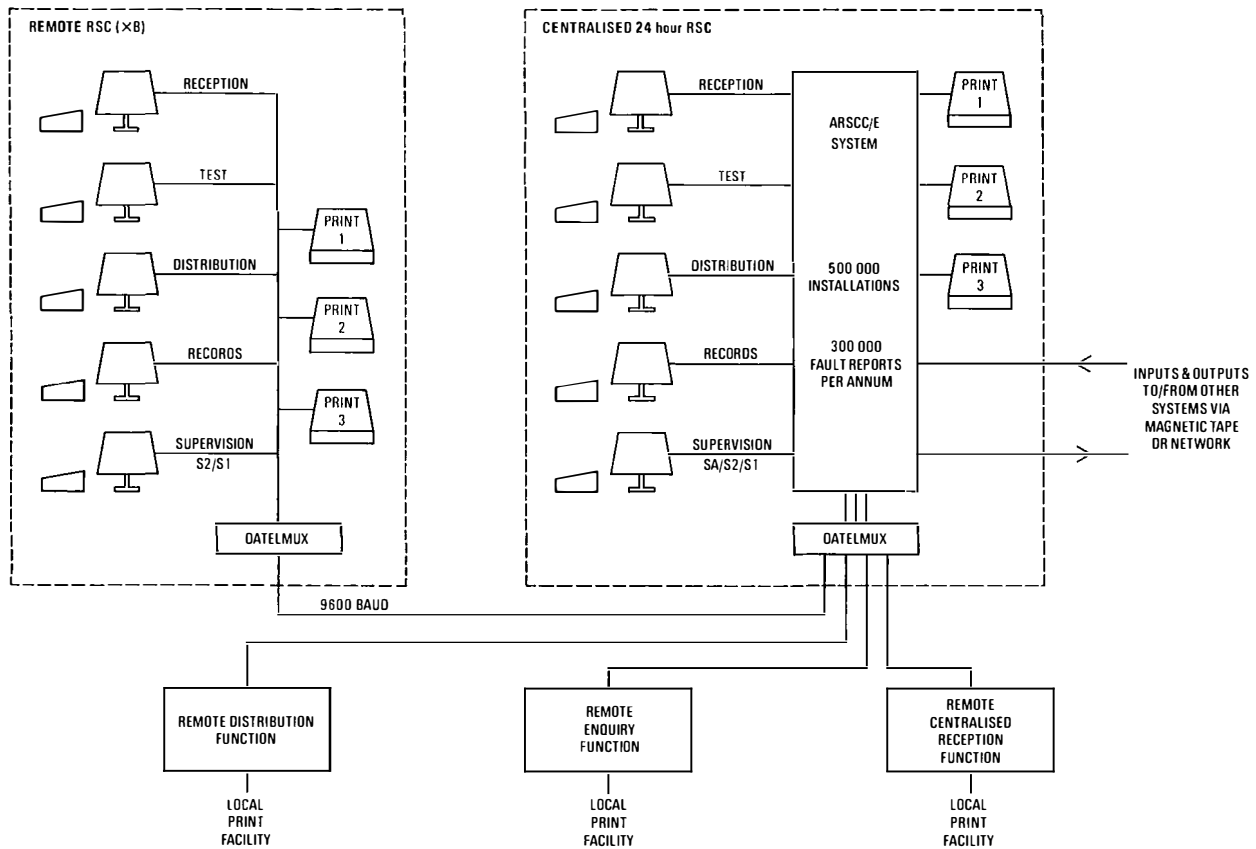 REMOTE RSC (×8)
RECEPTION
TEST
PRINT
1
DISTRIBUTION
PRINT
2
RECORDS
PRINT
3
SUPERVISION
S2/S1
DATELMUX
CENTRALISED 24 hour RSC
RECEPTION
TEST
DISTRIBUTION
RECORDS
SUPERVISION
SA/S2/S1
ARSCC/E
SYSTEM
500 000
INSTALLATIONS
300 000
FAULT REPORTS
PER ANNUM
PRINT
1
PRINT
2
PRINT
3
INPUTS & OUTPUTS
TO/FROM OTHER
SYSTEMS VIA
MAGNETIC TAPE
OR NETWORK
DATELMUX
9600 BAUD
REMOTE DISTRIBUTION
FUNCTION
LOCAL
PRINT
FACILITY
REMOTE
ENQUIRY
FUNCTION
LOCAL
PRINT
FACILITY
REMOTE
CENTRALISED
RECEPTION
FUNCTION
LOCAL
PRINT
FACILITY